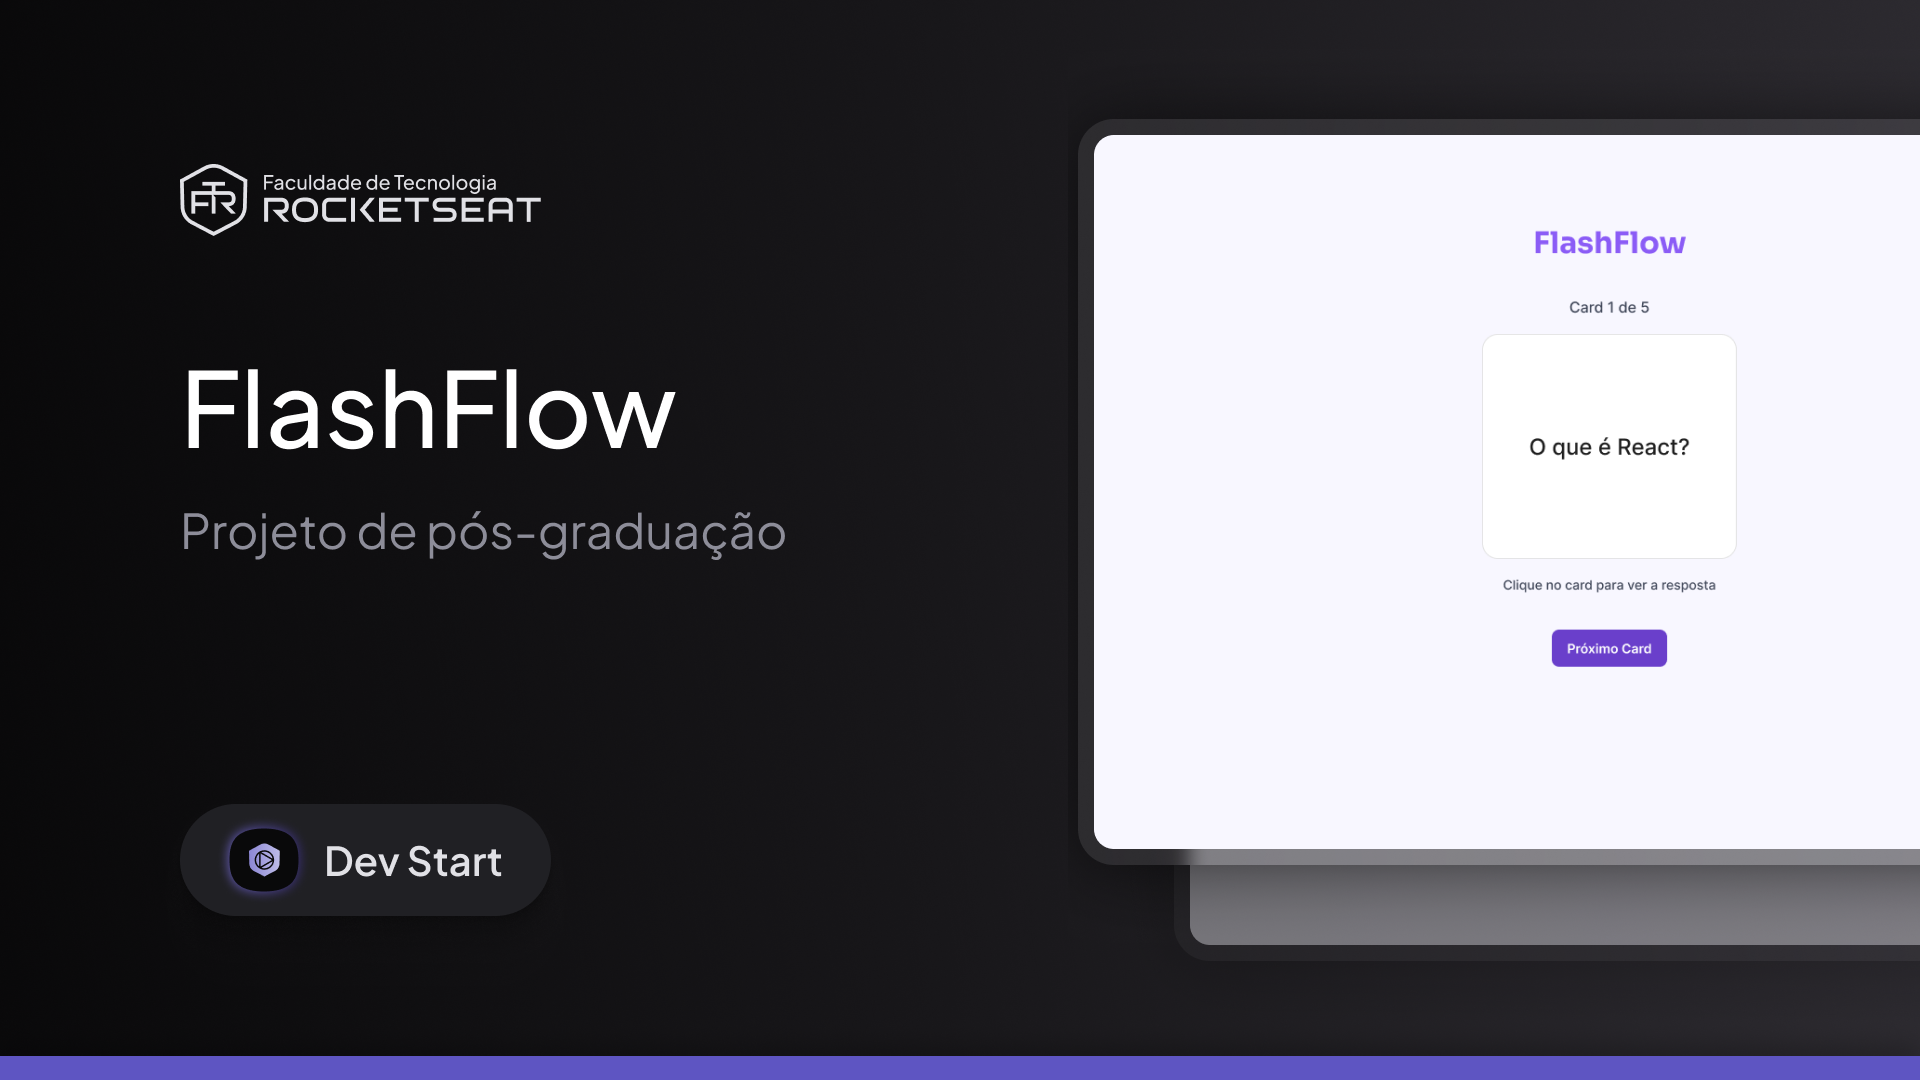 FTR
Faculdade de Tecnologia
ROCKETSEAT
FlashFlow
Projeto de pós-graduação
Dev Start
FlashFlow
Card 1 de 5
O que é React?
Clique no card para ver a resposta
Próximo Card